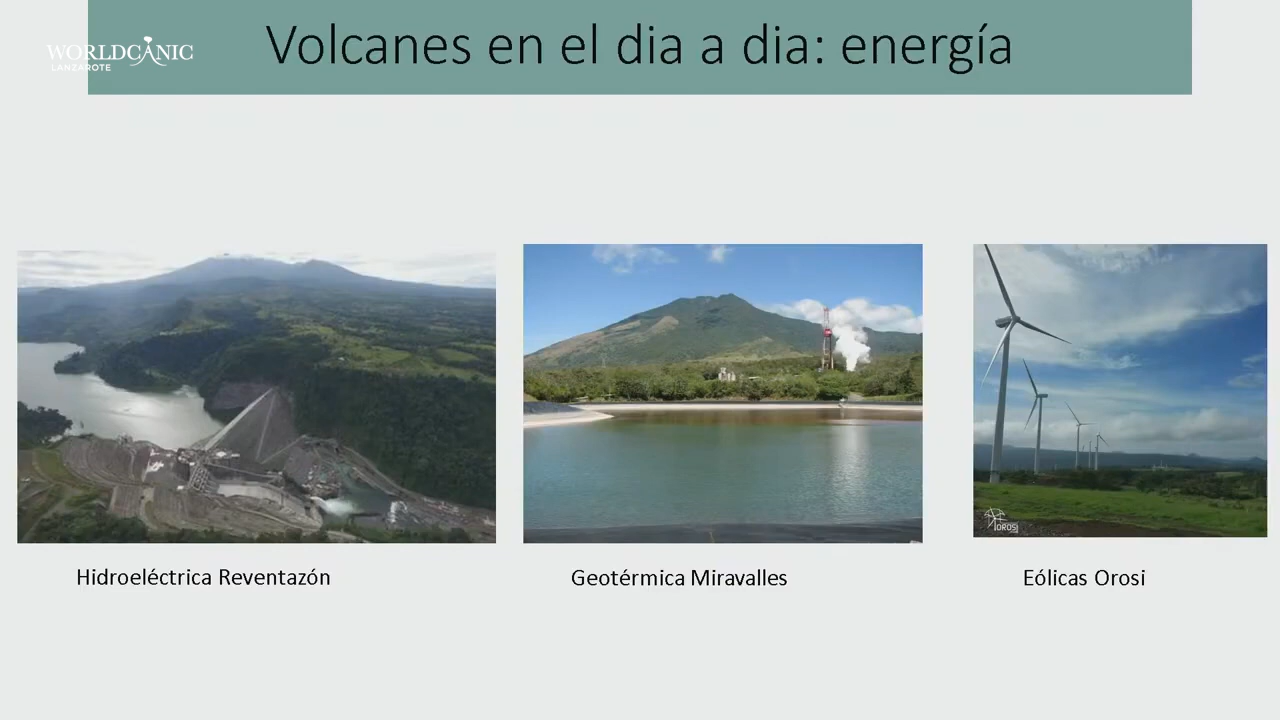 WORLDCANIC
LANZAROTE
Volcanes en el dia a dia: energía
OROSI
Hidroeléctrica Reventazón
Geotérmica Miravalles
Eólicas Orosi